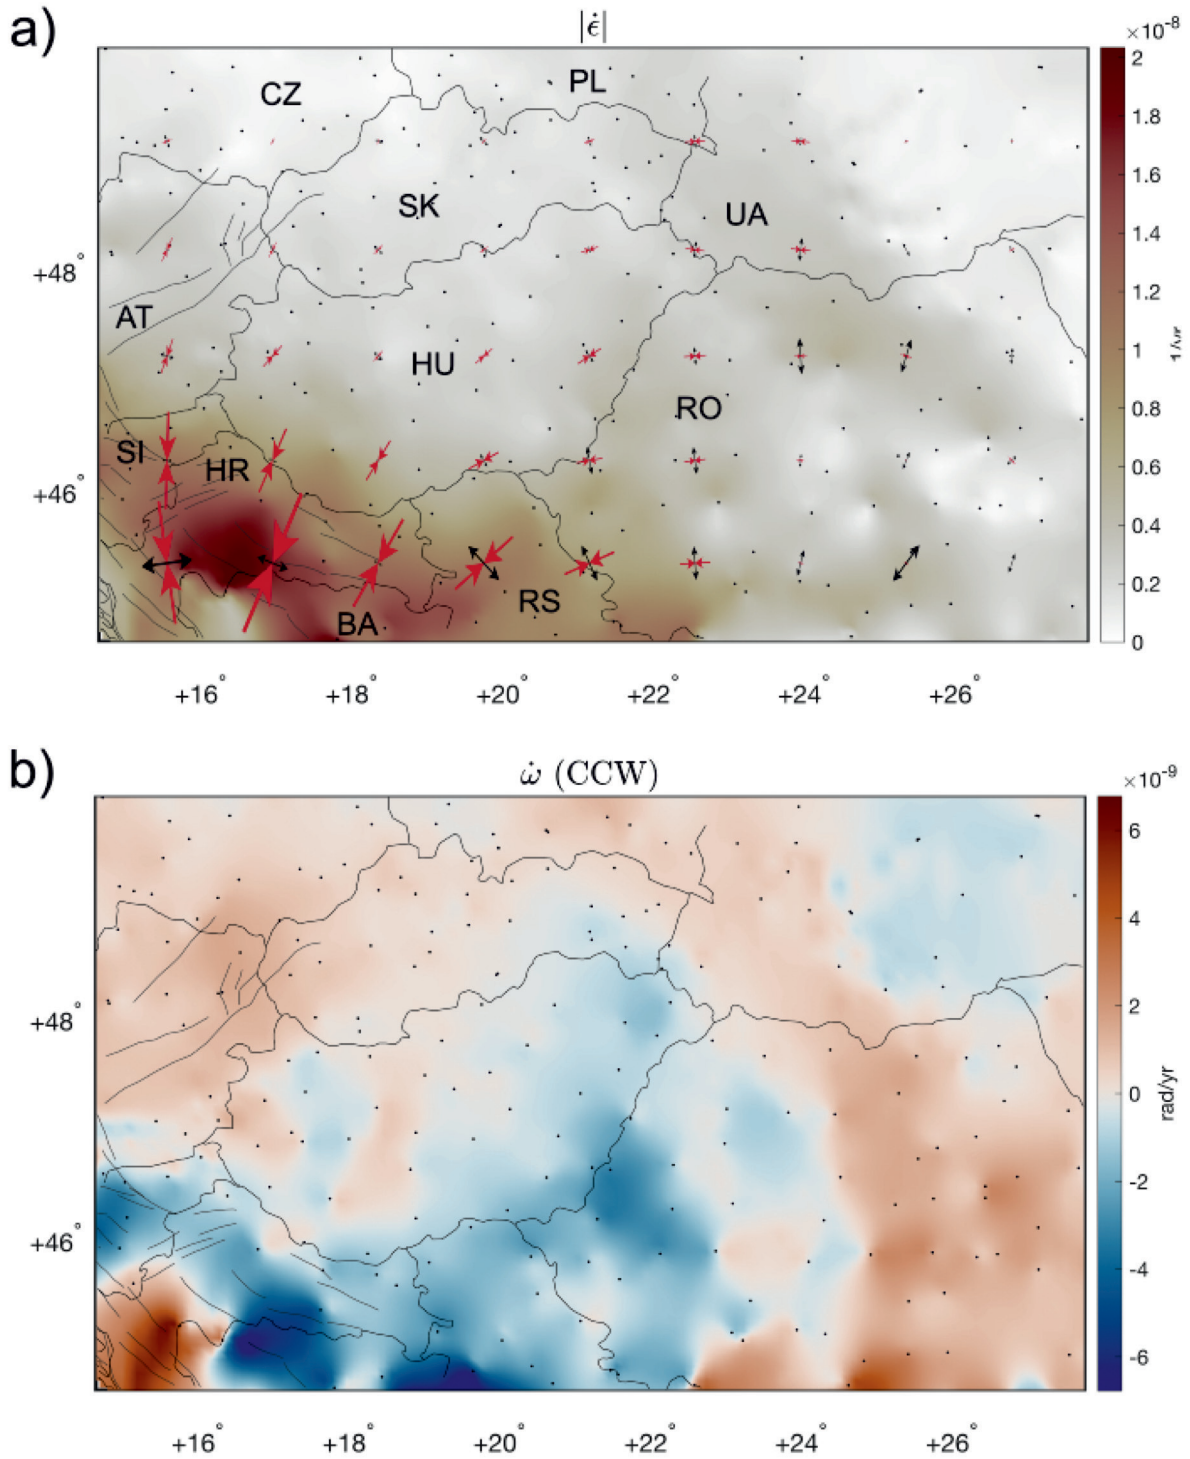 a)
|ε̇|
×10⁻⁸
CZ
PL
2
1.8
1.6
SK
UA
1.4
+48°
1.2
AT
1
HU
0.8
RO
SI
HR
0.6
+46°
0.4
RS
BA
0.2
0
+16° +18° +20° +22° +24° +26°
b)
ω̇ (CCW)
×10⁻⁹
6
4
2
+48°
0
rad/yr
-2
+46°
-4
-6
+16° +18° +20° +22° +24° +26°